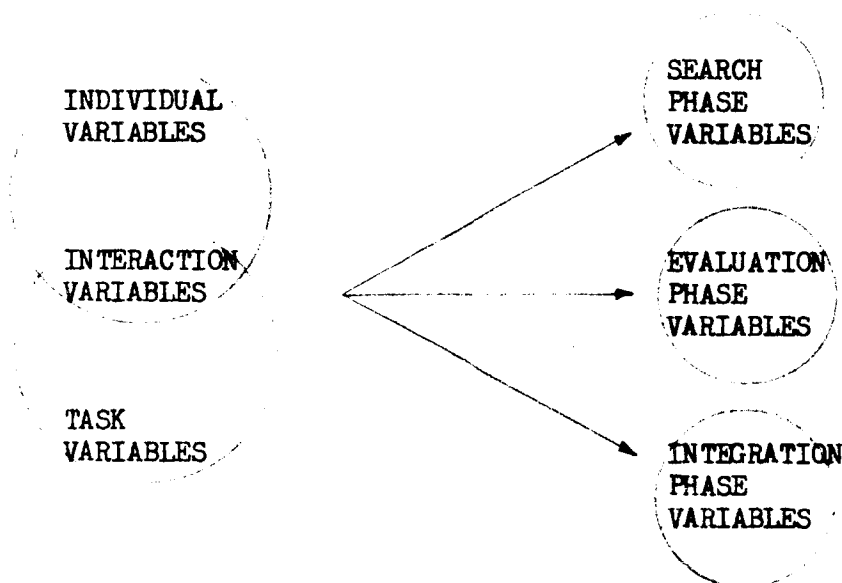 INDIVIDUAL
VARIABLES
INTERACTION
VARIABLES
TASK
VARIABLES
SEARCH
PHASE
VARIABLES
EVALUATION
PHASE
VARIABLES
INTEGRATION
PHASE
VARIABLES